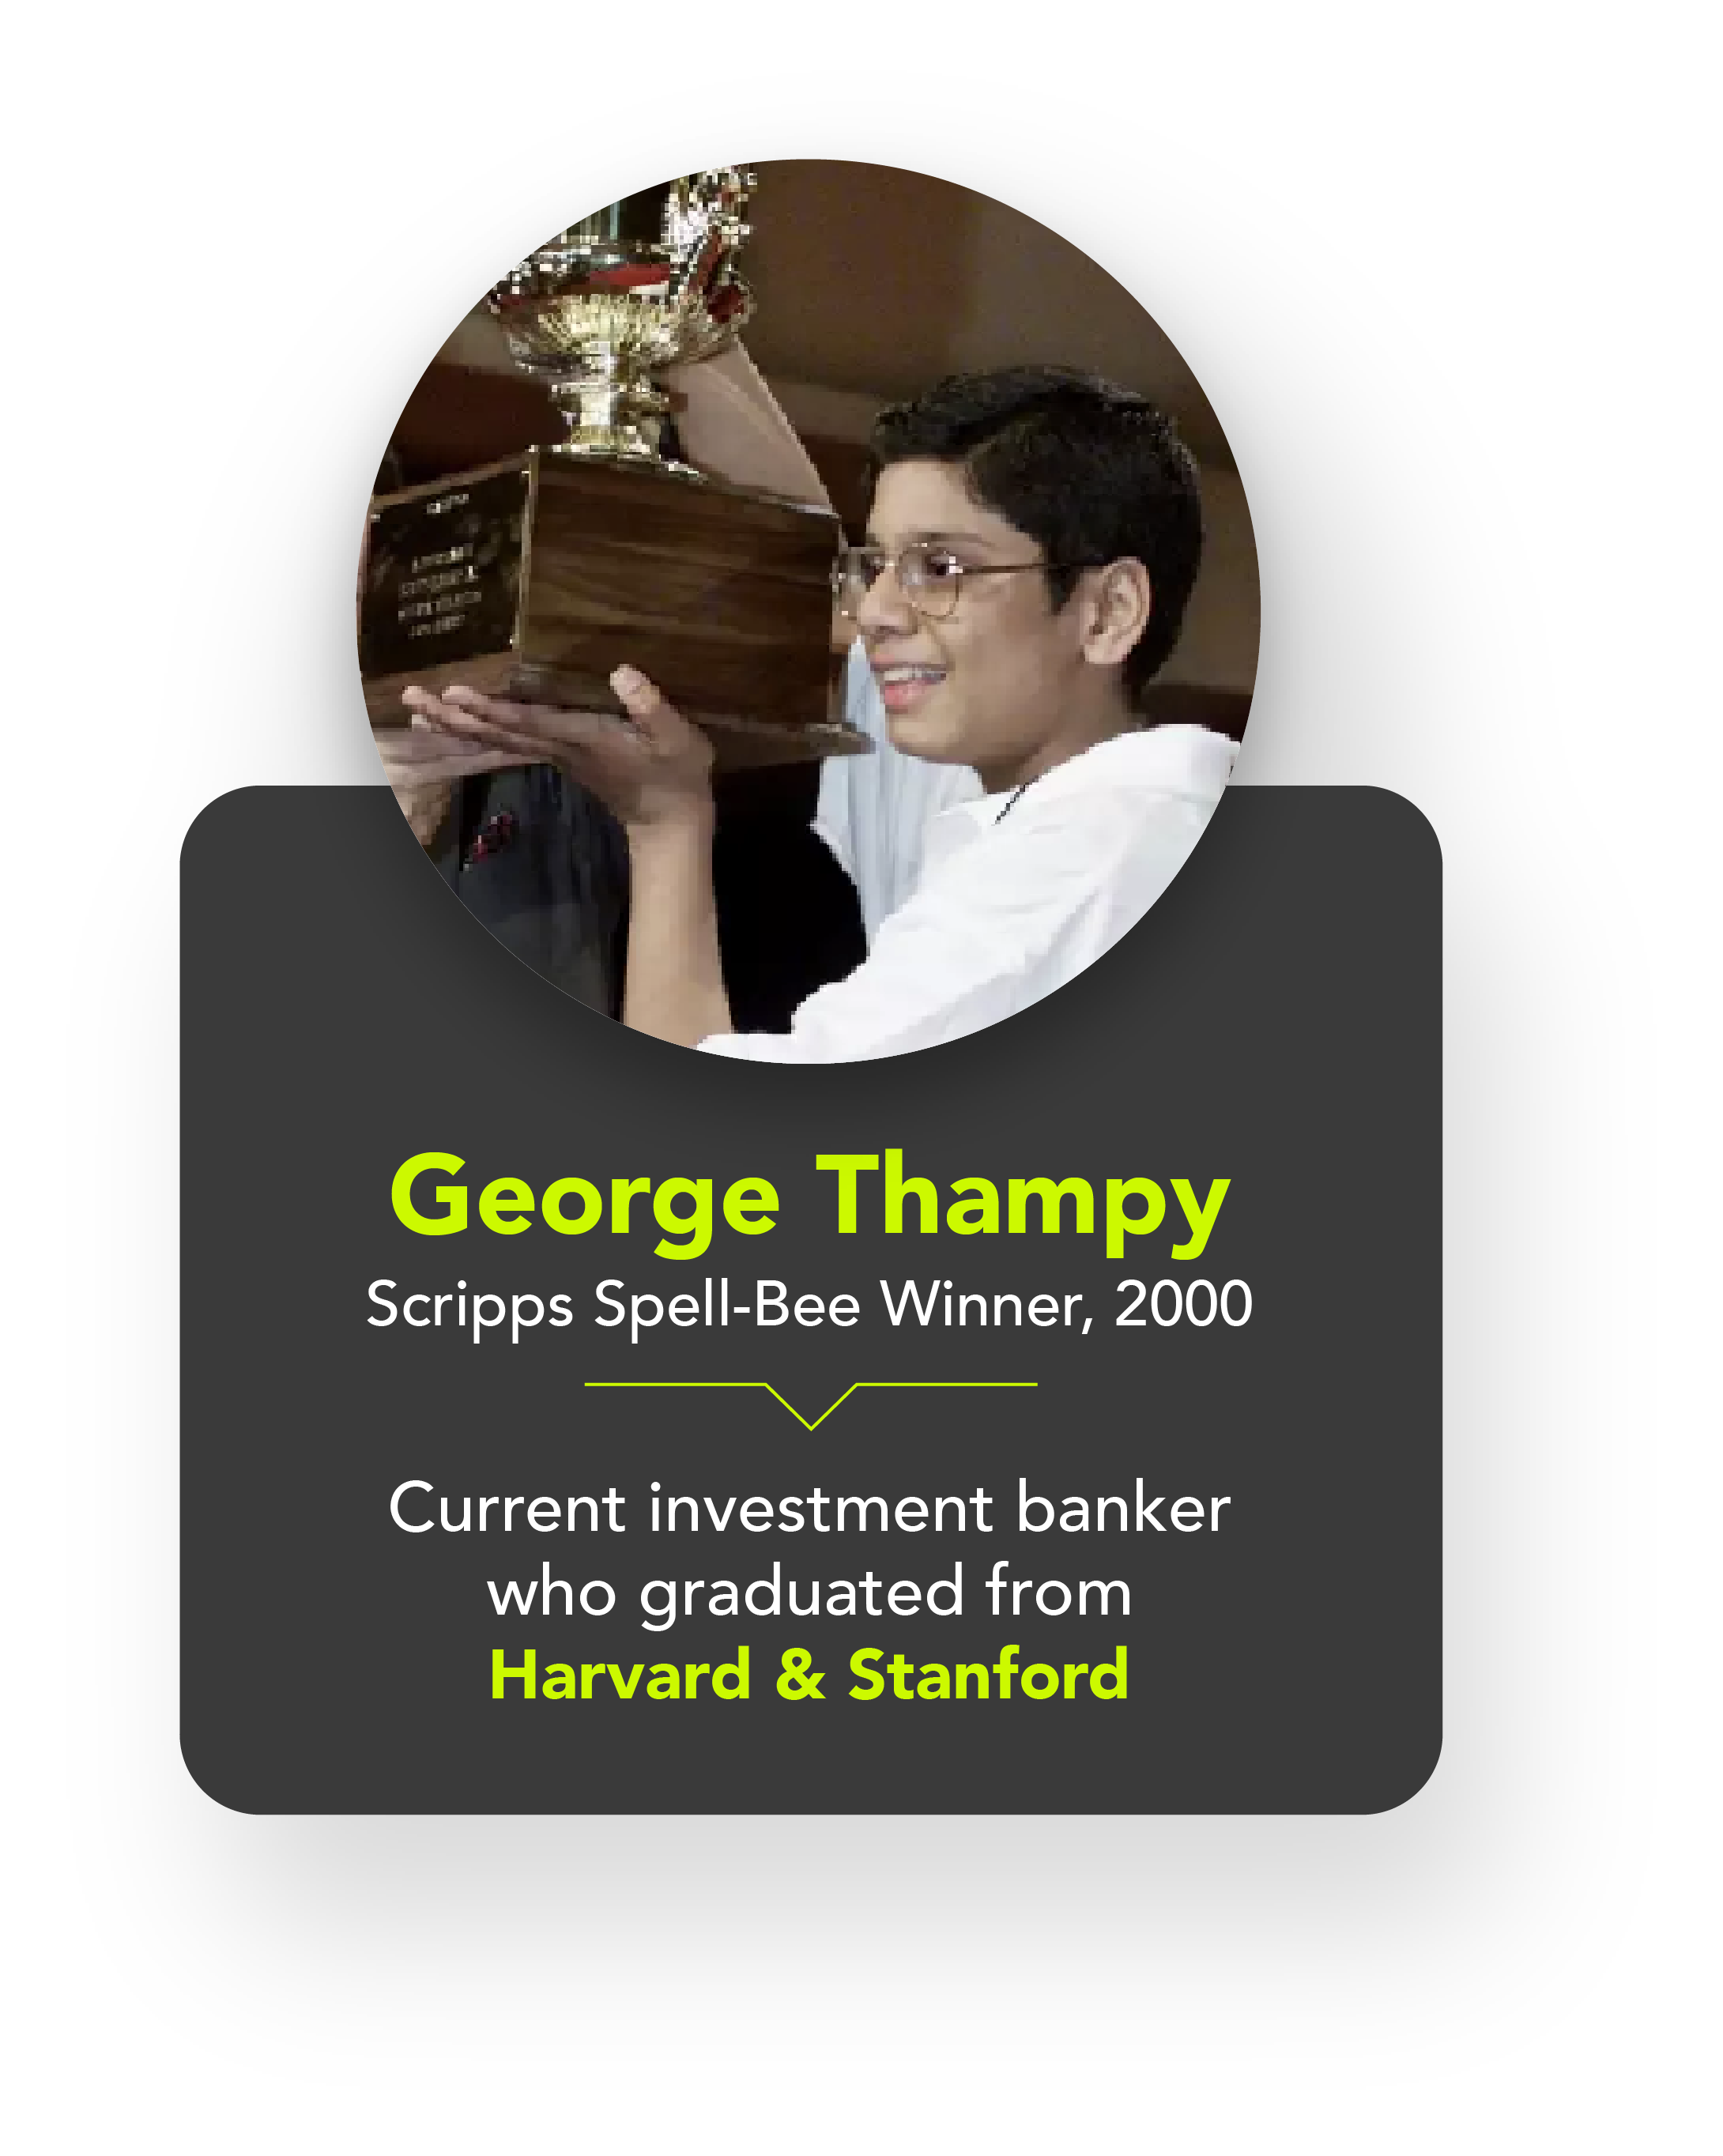 George Thampy
Scripps Spell-Bee Winner, 2000
Current investment banker
who graduated from
Harvard & Stanford